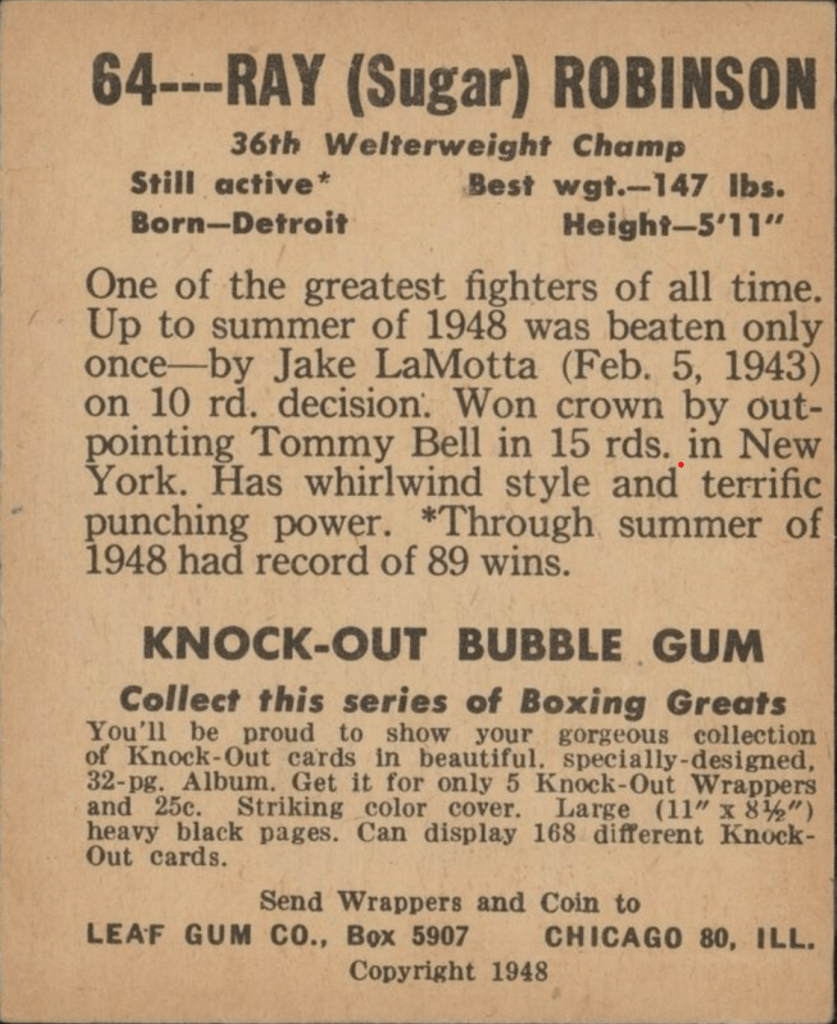 64---RAY (Sugar) ROBINSON
36th Welterweight Champ
Still active* Best wgt.—147 lbs.
Born—Detroit Height—5'11"
One of the greatest fighters of all time.
Up to summer of 1948 was beaten only
once—by Jake LaMotta (Feb. 5, 1943)
on 10 rd. decision. Won crown by out-
pointing Tommy Bell in 15 rds. in New
York. Has whirlwind style and terrific
punching power. *Through summer of
1948 had record of 89 wins.
KNOCK-OUT BUBBLE GUM
Collect this series of Boxing Greats
You'll be proud to show your gorgeous collection
of Knock-Out cards in beautiful, specially-designed,
32-pg. Album. Get it for only 5 Knock-Out Wrappers
and 25c. Striking color cover. Large (11" x 8½")
heavy black pages. Can display 168 different Knock-
Out cards.
Send Wrappers and Coin to
LEAF GUM CO., Box 5907 CHICAGO 80, ILL.
Copyright 1948